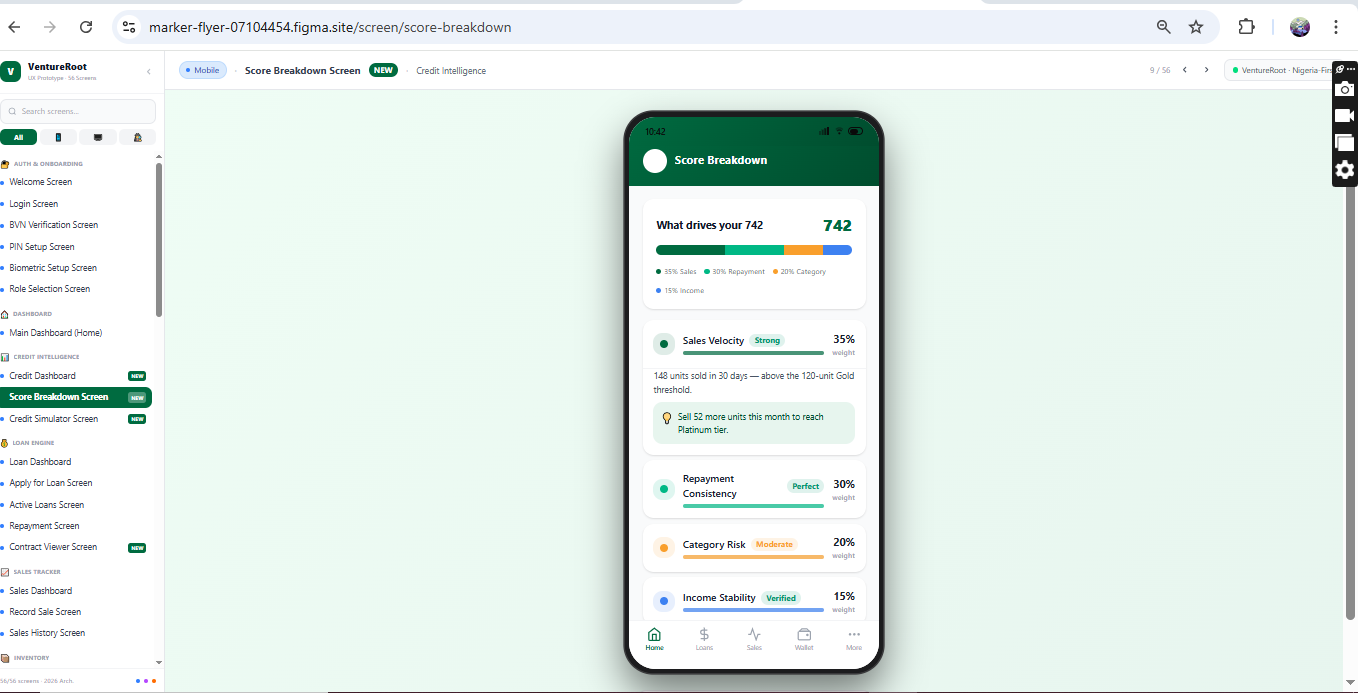 marker-flyer-07104454.figma.site/screen/score-breakdown
V
VentureRoot
UX Prototype · 56 Screens
Search screens...
All
AUTH & ONBOARDING
Welcome Screen
Login Screen
BVN Verification Screen
PIN Setup Screen
Biometric Setup Screen
Role Selection Screen
DASHBOARD
Main Dashboard (Home)
CREDIT INTELLIGENCE
Credit Dashboard NEW
Score Breakdown Screen NEW
Credit Simulator Screen NEW
LOAN ENGINE
Loan Dashboard
Apply for Loan Screen
Active Loans Screen
Repayment Screen
Contract Viewer Screen NEW
SALES TRACKER
Sales Dashboard
Record Sale Screen
Sales History Screen
INVENTORY
56/56 screens · 2026 Arch.
Mobile · Score Breakdown Screen NEW · Credit Intelligence
9 / 56
VentureRoot · Nigeria-Firs
10:42
Score Breakdown
What drives your 742 742
35% Sales 30% Repayment 20% Category
15% Income
Sales Velocity Strong 35%
weight
148 units sold in 30 days — above the 120-unit Gold
threshold.
Sell 52 more units this month to reach
Platinum tier.
Repayment
Consistency Perfect 30%
weight
Category Risk Moderate 20%
weight
Income Stability Verified 15%
weight
Home Loans Sales Wallet More